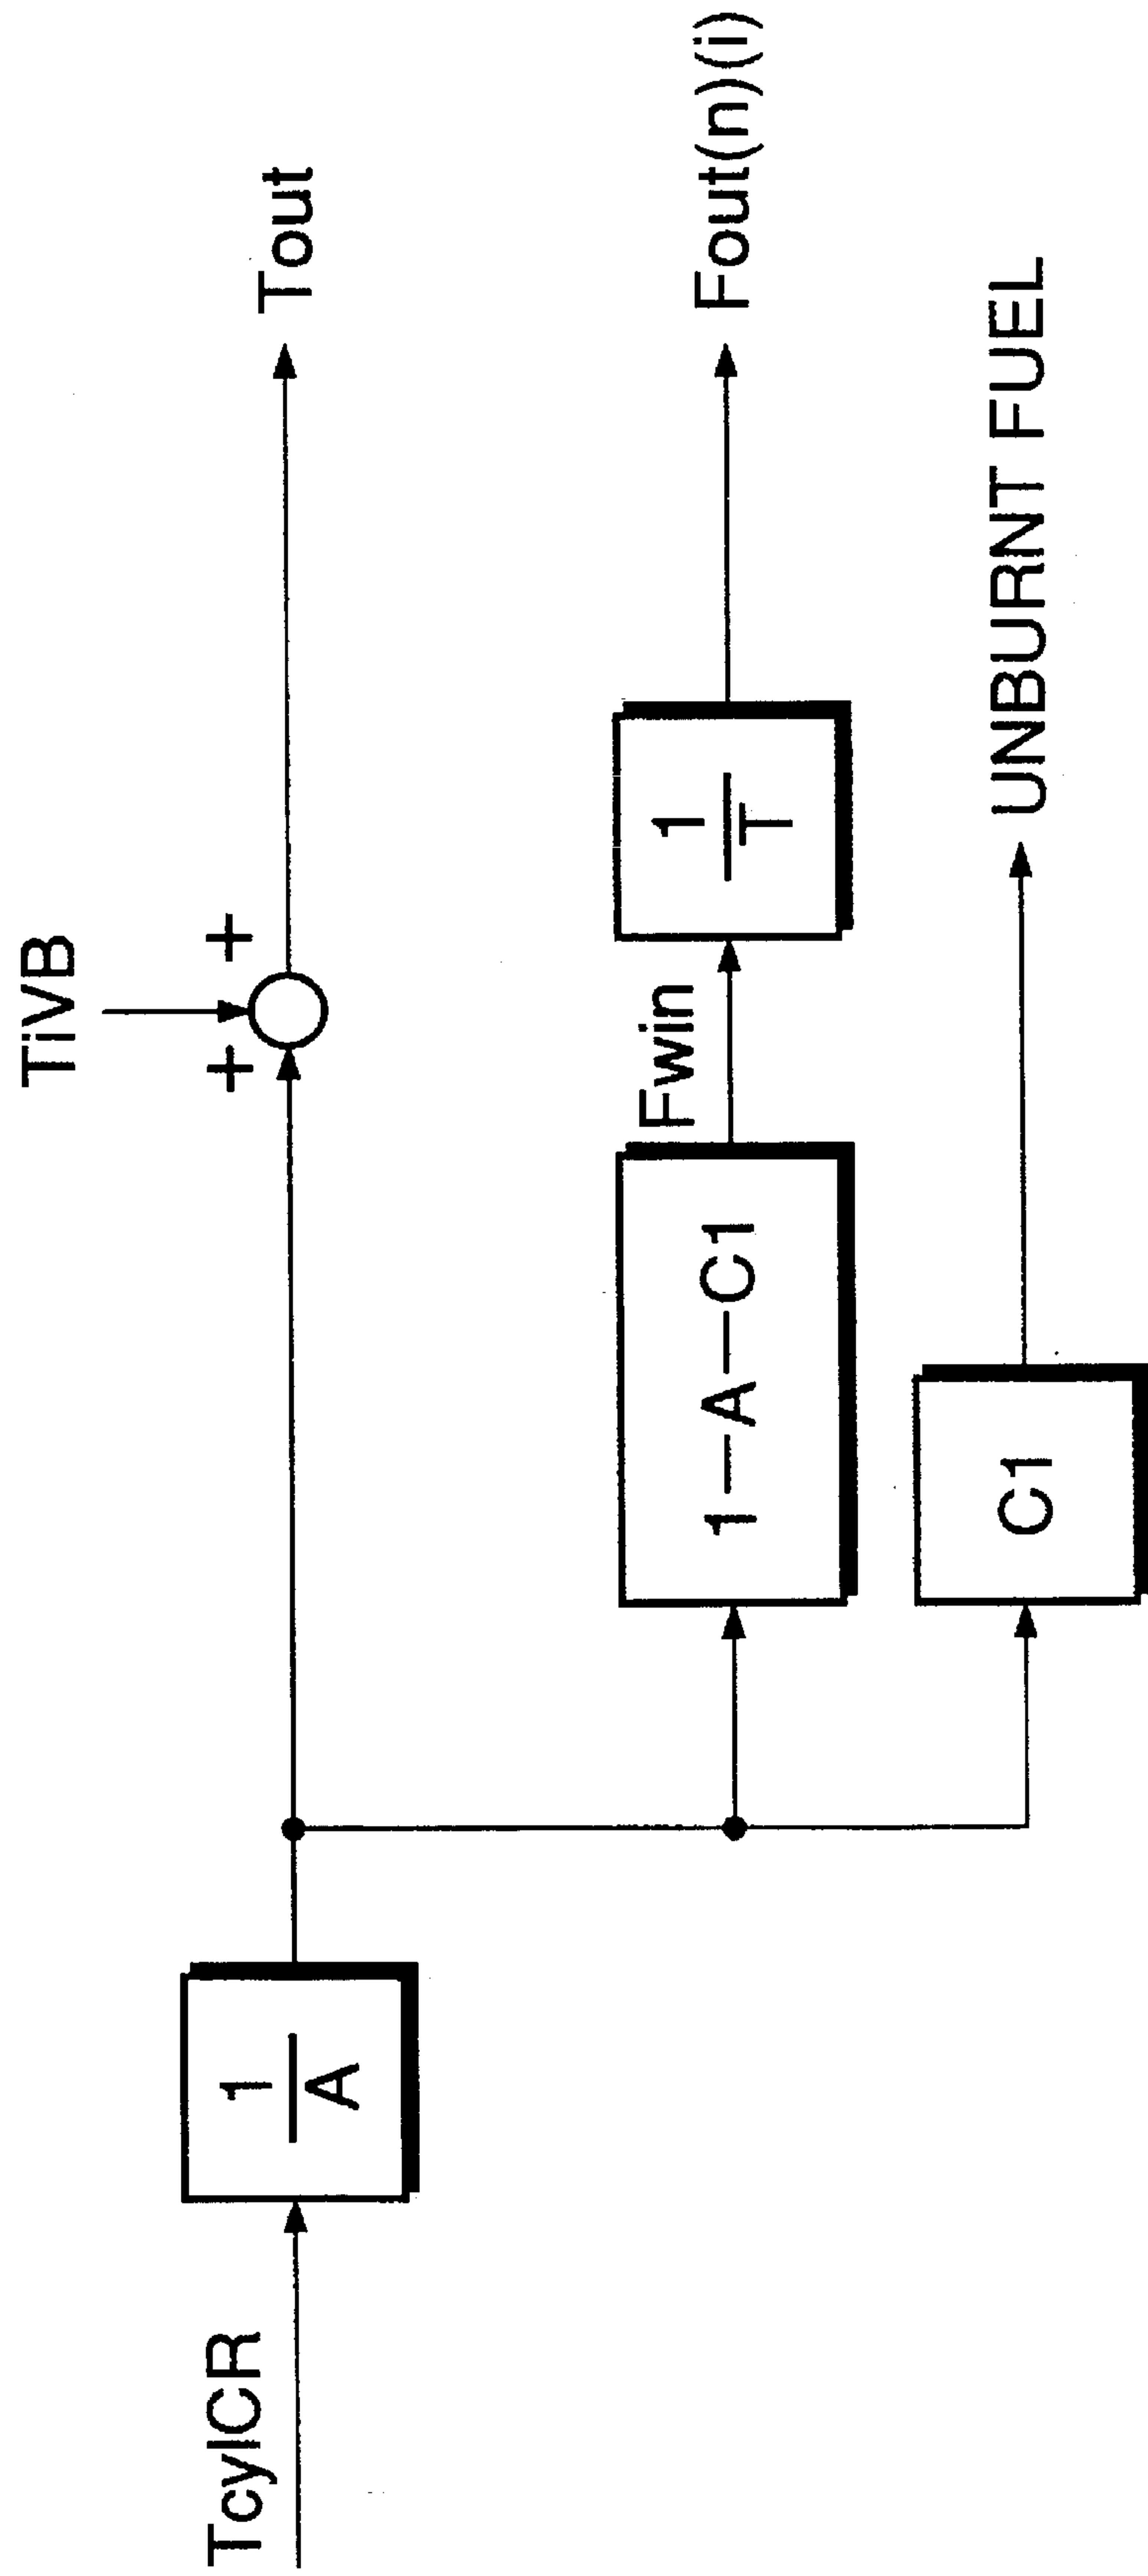 TcylCR
1
A
TiVB
+
+
Tout
1—A—C1
Fwin
1
T
Fout(n)(i)
C1
UNBURNT FUEL